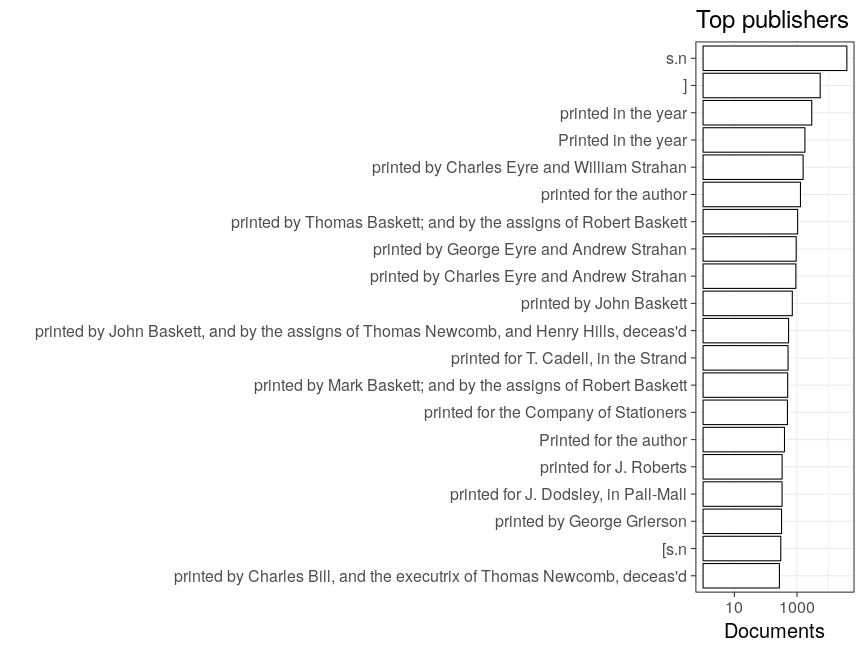 Top publishers
s.n
]
printed in the year
Printed in the year
printed by Charles Eyre and William Strahan
printed for the author
printed by Thomas Baskett; and by the assigns of Robert Baskett
printed by George Eyre and Andrew Strahan
printed by Charles Eyre and Andrew Strahan
printed by John Baskett
printed by John Baskett, and by the assigns of Thomas Newcomb, and Henry Hills, deceas'd
printed for T. Cadell, in the Strand
printed by Mark Baskett; and by the assigns of Robert Baskett
printed for the Company of Stationers
Printed for the author
printed for J. Roberts
printed for J. Dodsley, in Pall-Mall
printed by George Grierson
[s.n
printed by Charles Bill, and the executrix of Thomas Newcomb, deceas'd
10 1000
Documents